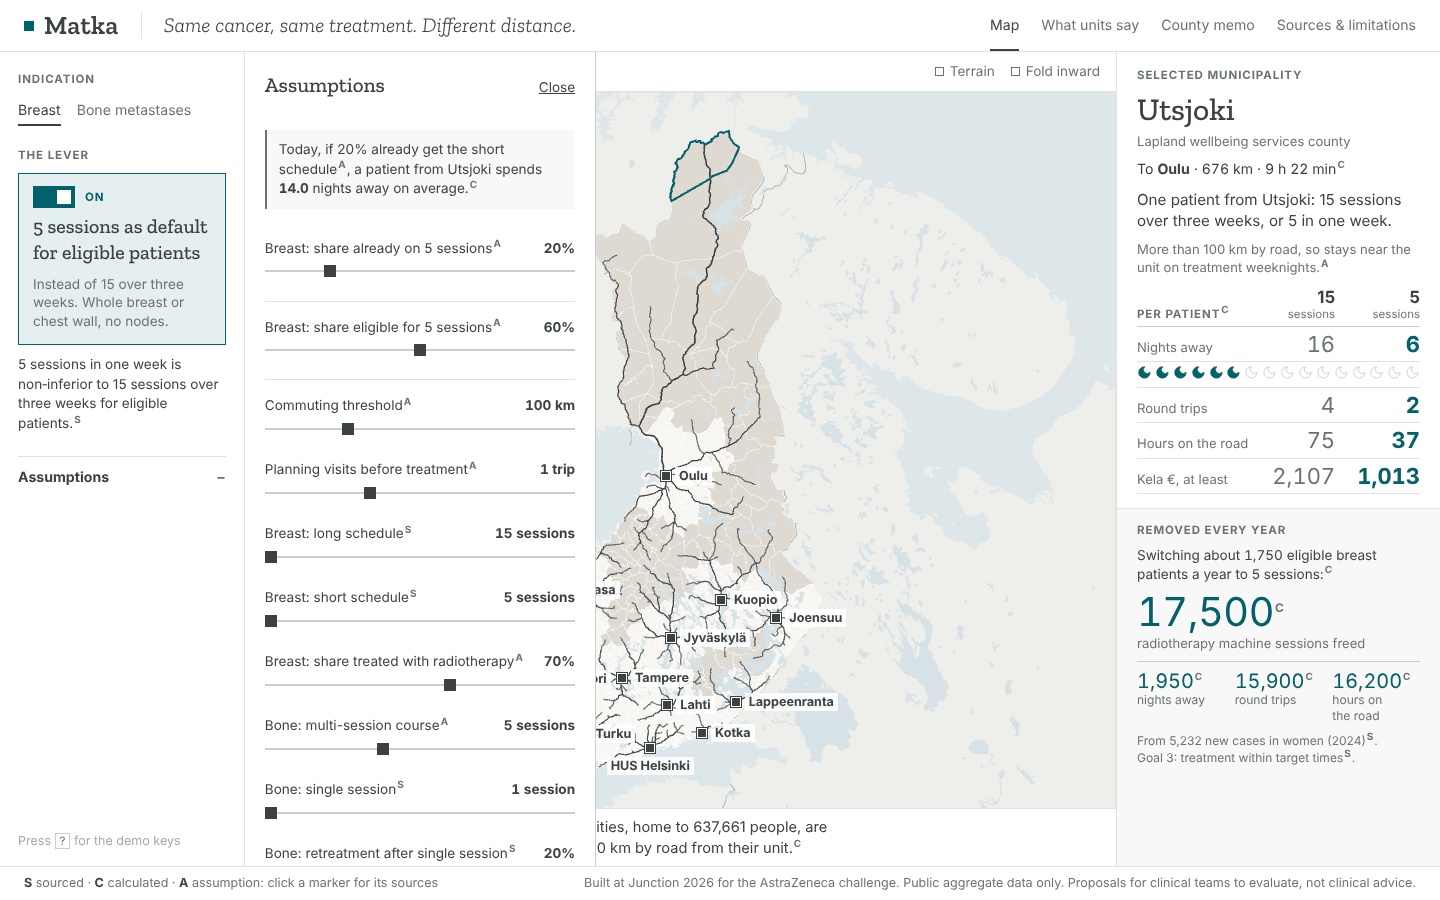 Matka
Same cancer, same treatment. Different distance.
Map
What units say
County memo
Sources & limitations
INDICATION
Breast
Bone metastases
THE LEVER
ON
5 sessions as default
for eligible patients
Instead of 15 over three
weeks. Whole breast or
chest wall, no nodes.
5 sessions in one week is
non-inferior to 15 sessions over
three weeks for eligible
patients.S
Assumptions –
Press ? for the demo keys
Assumptions
Close
Today, if 20% already get the short
scheduleA, a patient from Utsjoki spends
14.0 nights away on average.C
Breast: share already on 5 sessionsA 20%
Breast: share eligible for 5 sessionsA 60%
Commuting thresholdA 100 km
Planning visits before treatmentA 1 trip
Breast: long scheduleS 15 sessions
Breast: short scheduleS 5 sessions
Breast: share treated with radiotherapyA 70%
Bone: multi-session courseA 5 sessions
Bone: single sessionS 1 session
Bone: retreatment after single sessionS 20%
Terrain
Fold inward
Oulu
asa
Kuopio
Joensuu
Jyväskylä
ori
Tampere
Lahti
Lappeenranta
Turku
Kotka
HUS Helsinki
ities, home to 637,661 people, are
0 km by road from their unit.C
SELECTED MUNICIPALITY
Utsjoki
Lapland wellbeing services county
To Oulu · 676 km · 9 h 22 minC
One patient from Utsjoki: 15 sessions
over three weeks, or 5 in one week.
More than 100 km by road, so stays near the
unit on treatment weeknights.A
PER PATIENTC
15 sessions
5 sessions
Nights away 16 6
Round trips 4 2
Hours on the road 75 37
Kela €, at least 2,107 1,013
REMOVED EVERY YEAR
Switching about 1,750 eligible breast
patients a year to 5 sessions:C
17,500C
radiotherapy machine sessions freed
1,950C
nights away
15,900C
round trips
16,200C
hours on
the road
From 5,232 new cases in women (2024)S.
Goal 3: treatment within target timesS.
S sourced · C calculated · A assumption: click a marker for its sources
Built at Junction 2026 for the AstraZeneca challenge. Public aggregate data only. Proposals for clinical teams to evaluate, not clinical advice.